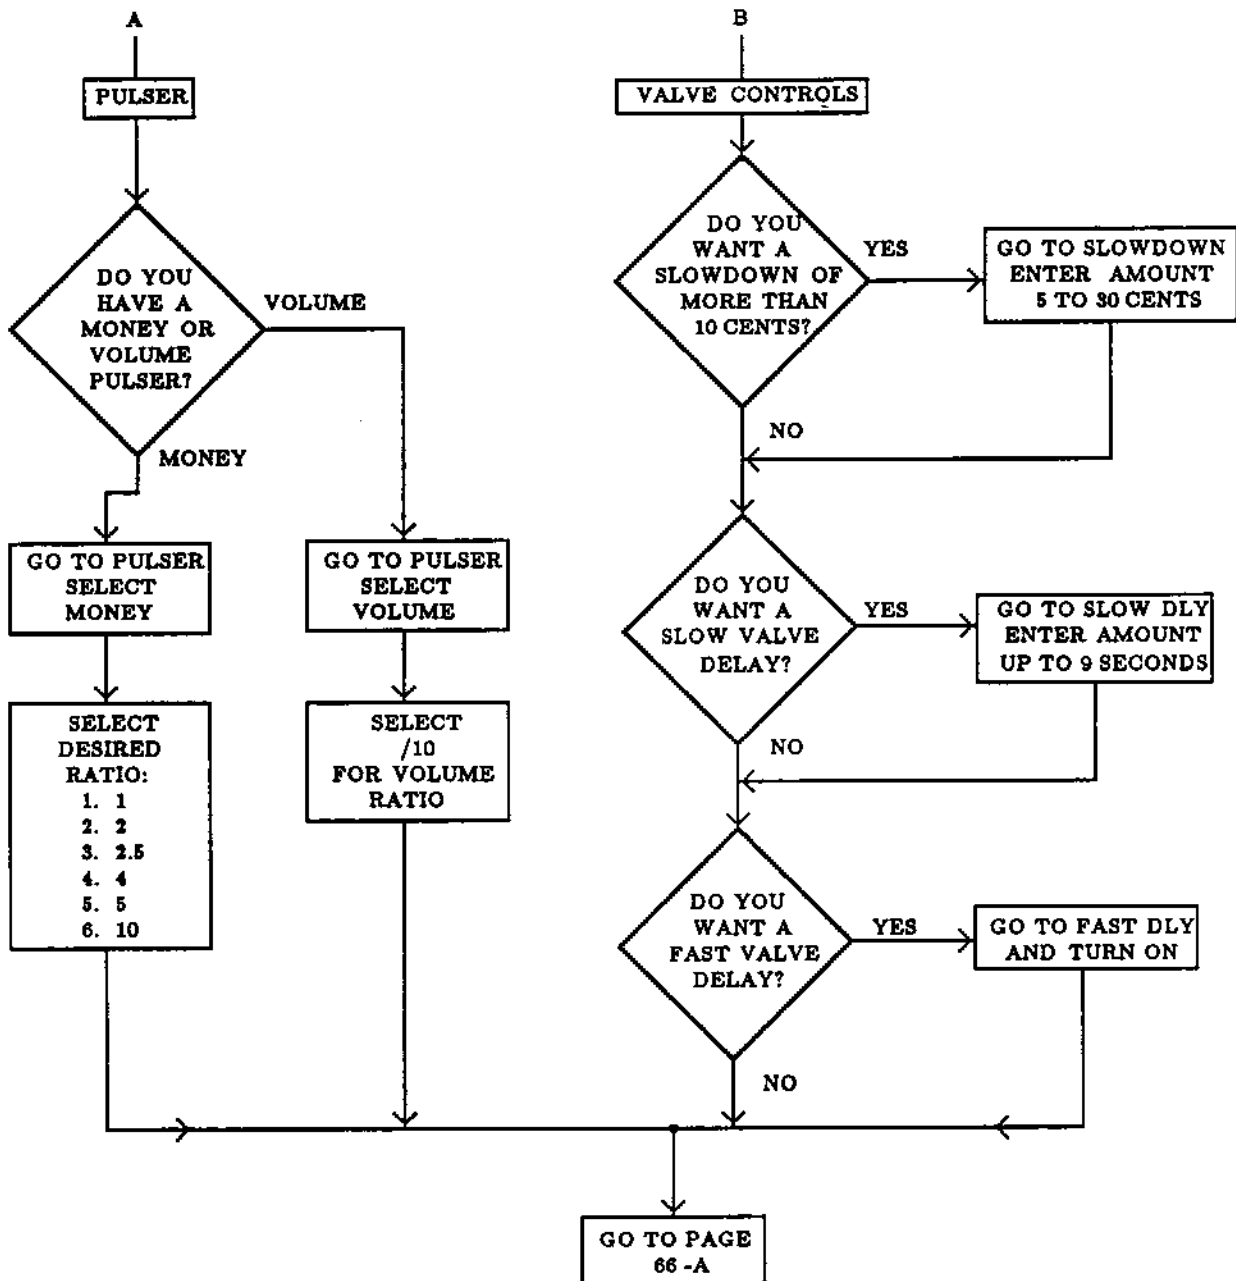 A
PULSER
DO YOU
HAVE A
MONEY OR
VOLUME
PULSER?
VOLUME
MONEY
GO TO PULSER
SELECT
MONEY
GO TO PULSER
SELECT
VOLUME
SELECT
DESIRED
RATIO:
1. 1
2. 2
3. 2.5
4. 4
5. 5
6. 10
SELECT
/10
FOR VOLUME
RATIO
B
VALVE CONTROLS
DO YOU
WANT A
SLOWDOWN OF
MORE THAN
10 CENTS?
YES
GO TO SLOWDOWN
ENTER AMOUNT
5 TO 30 CENTS
NO
DO YOU
WANT A
SLOW VALVE
DELAY?
YES
GO TO SLOW DLY
ENTER AMOUNT
UP TO 9 SECONDS
NO
DO YOU
WANT A
FAST VALVE
DELAY?
YES
GO TO FAST DLY
AND TURN ON
NO
GO TO PAGE
66 -A